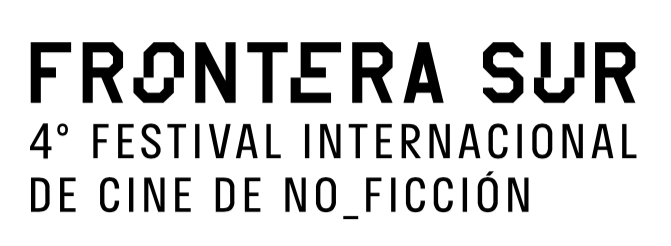 FRONTERA SUR
4° FESTIVAL INTERNACIONAL
DE CINE DE NO_FICCIÓN